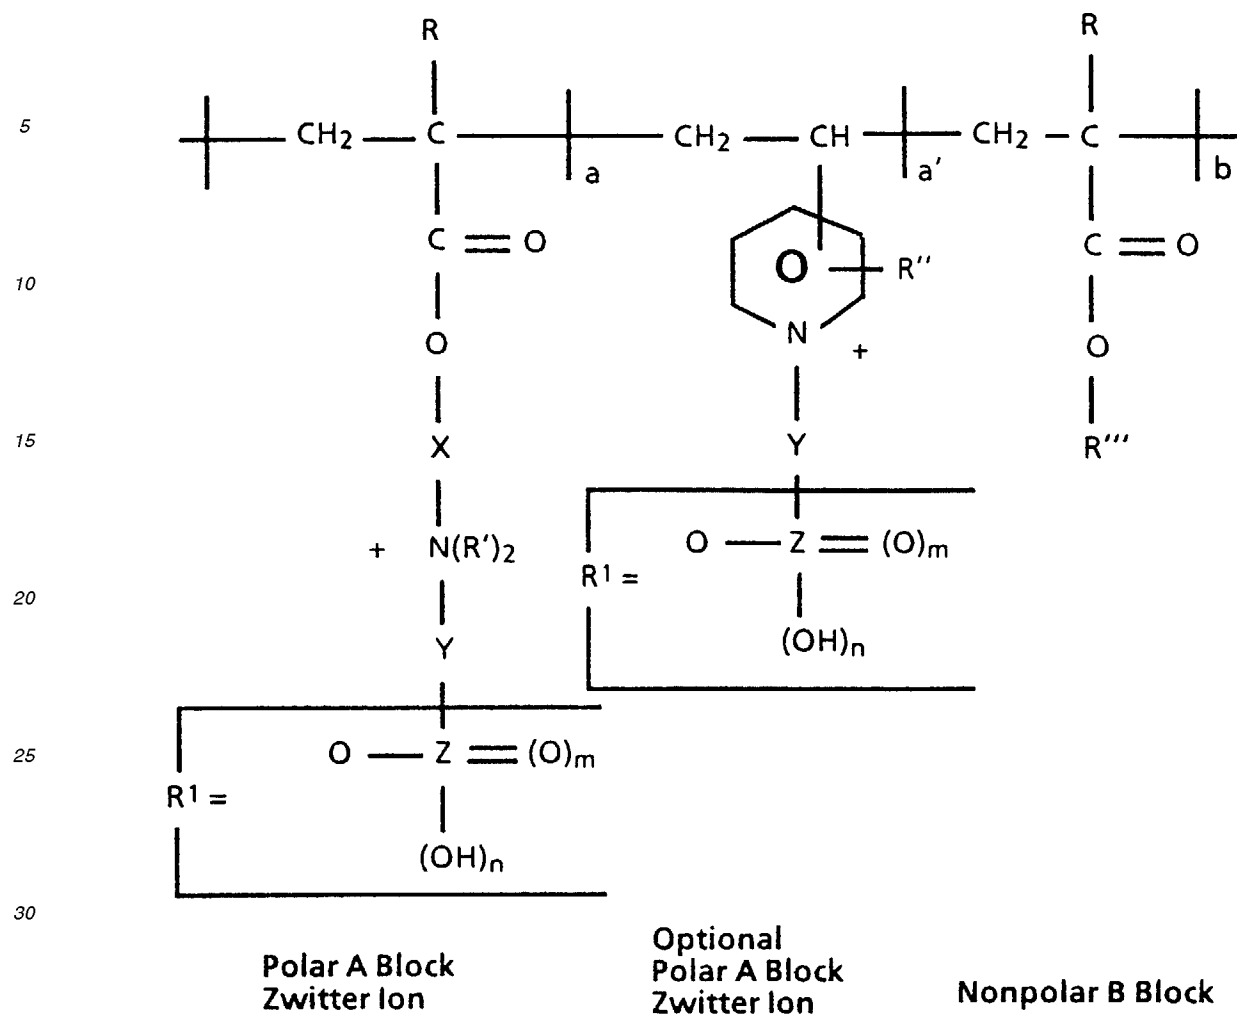 R R
5 CH2 C a CH2 CH a' CH2 C b
C = O O R'' C = O
10
O N + O
15 X Y R'''
+ N(R')2 O — Z = (O)m
R1 =
20 Y (OH)n
25 O — Z = (O)m
R1 =
(OH)n
30
Polar A Block
Zwitter Ion
Optional
Polar A Block
Zwitter Ion
Nonpolar B Block